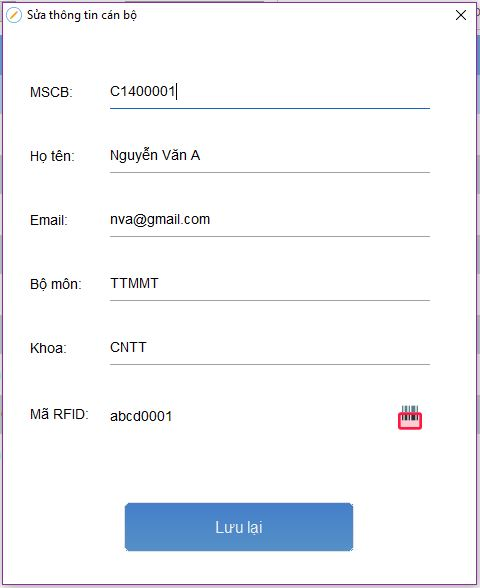 Sửa thông tin cán bộ
MSCB: C1400001
Họ tên: Nguyễn Văn A
Email: nva@gmail.com
Bộ môn: TTMMT
Khoa: CNTT
Mã RFID: abcd0001
Lưu lại